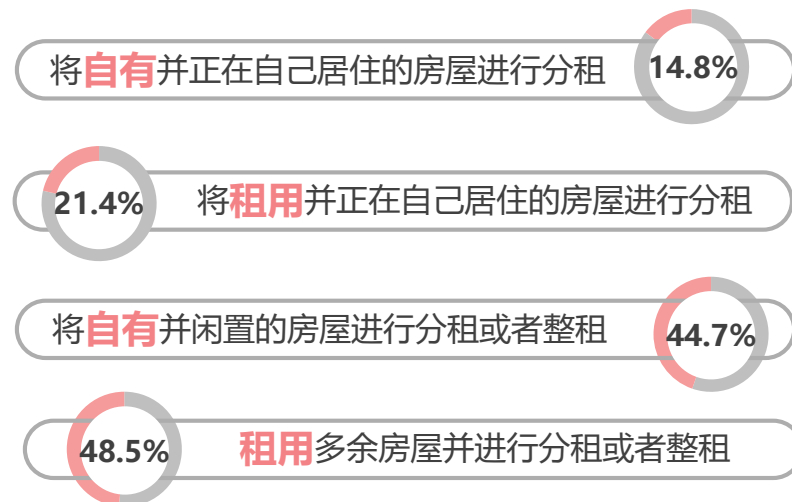 将自有并正在自己居住的房屋进行分租 14.8%
21.4% 将租用并正在自己居住的房屋进行分租
将自有并闲置的房屋进行分租或者整租 44.7%
48.5% 租用多余房屋并进行分租或者整租